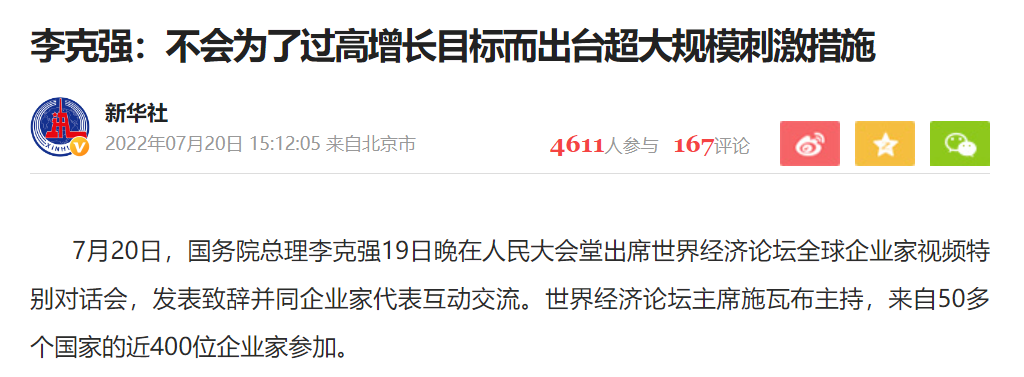 李克强：不会为了过高增长目标而出台超大规模刺激措施
新华社
XINHU
V
2022年07月20日 15:12:05 来自北京市
4611人参与 167评论
7月20日，国务院总理李克强19日晚在人民大会堂出席世界经济论坛全球企业家视频特
别对话会，发表致辞并同企业家代表互动交流。世界经济论坛主席施瓦布主持，来自50多
个国家的近400位企业家参加。